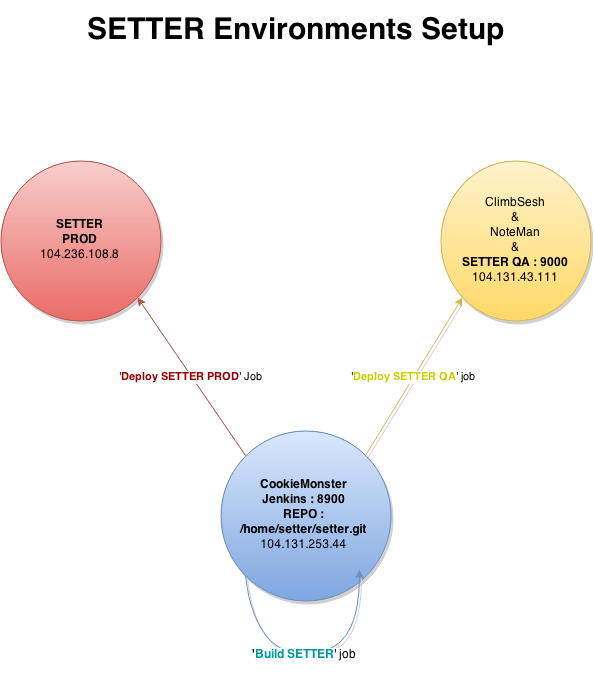 SETTER Environments Setup
SETTER
PROD
104.236.108.8
ClimbSesh
&
NoteMan
&
SETTER QA : 9000
104.131.43.111
'Deploy SETTER PROD' Job
'Deploy SETTER QA' job
CookieMonster
Jenkins : 8900
REPO :
/home/setter/setter.git
104.131.253.44
'Build SETTER' job